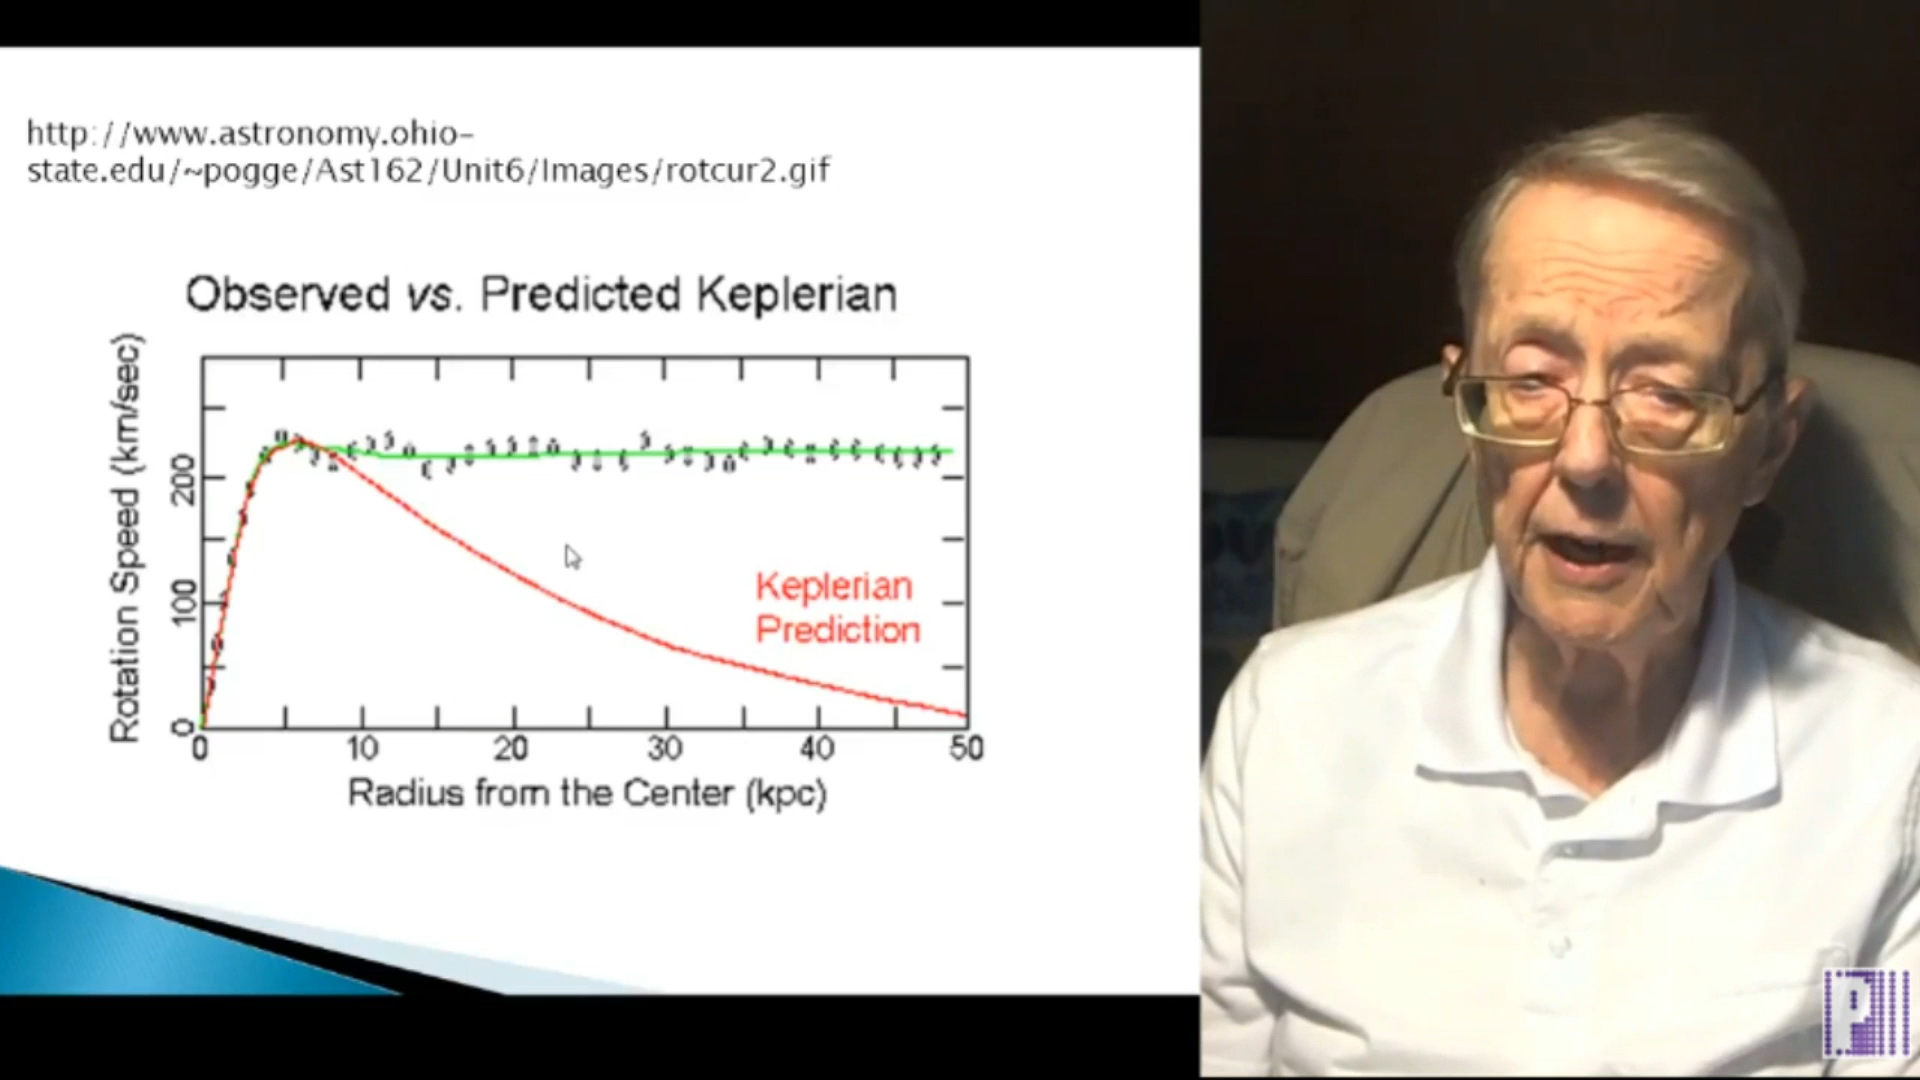 http://www.astronomy.ohio-
state.edu/~pogge/Ast162/Unit6/Images/rotcur2.gif
Observed vs. Predicted Keplerian
Rotation Speed (km/sec)
200
100
0
Keplerian
Prediction
0 10 20 30 40 50
Radius from the Center (kpc)
P